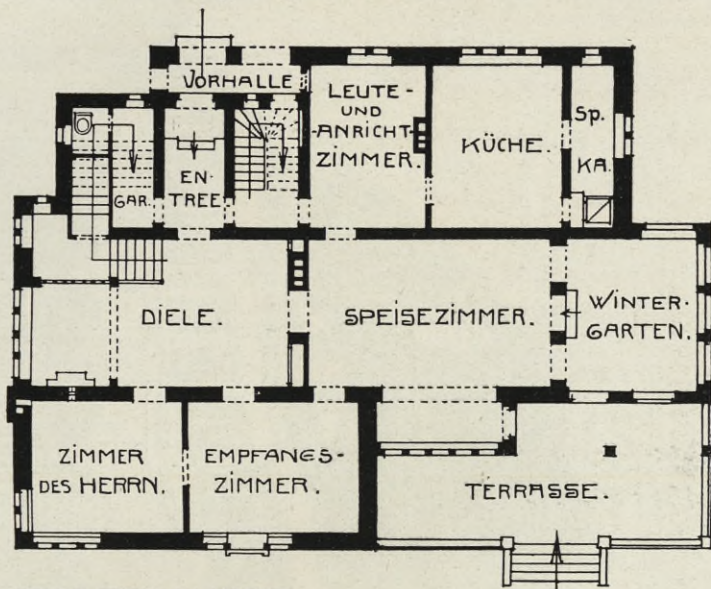 VORHALLE
LEUTE-
UND
ANRICHT-
ZIMMER.
KÜCHE.
Sp.
KA.
GAR.
EN-
TREE
DIELE.
SPEISEZIMMER.
WINTER-
GARTEN.
ZIMMER
DES HERRN.
EMPFANGS-
ZIMMER.
TERRASSE.